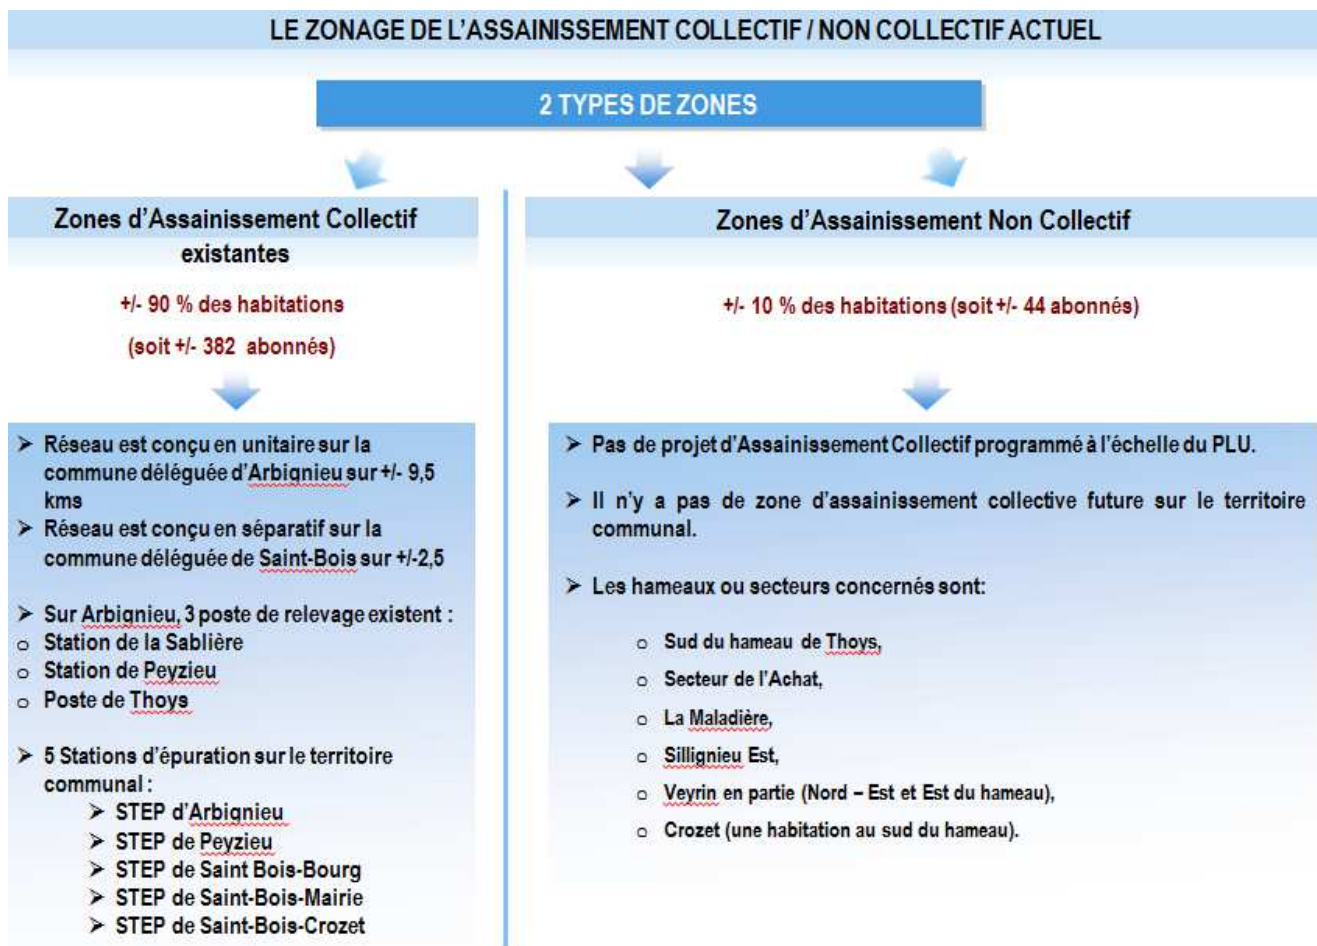 LE ZONAGE DE L'ASSAINISSEMENT COLLECTIF / NON COLLECTIF ACTUEL
2 TYPES DE ZONES
Zones d'Assainissement Collectif
existantes
+/- 90 % des habitations
(soit +/- 382 abonnés)
➢ Réseau est conçu en unitaire sur la
commune déléguée d'Arbignieu sur +/- 9,5
kms
➢ Réseau est conçu en séparatif sur la
commune déléguée de Saint-Bois sur +/-2,5
➢ Sur Arbignieu, 3 poste de relevage existent :
o Station de la Sablière
o Station de Peyzieu
o Poste de Thoys
➢ 5 Stations d'épuration sur le territoire
communal :
➢ STEP d'Arbignieu
➢ STEP de Peyzieu
➢ STEP de Saint Bois-Bourg
➢ STEP de Saint-Bois-Mairie
➢ STEP de Saint-Bois-Crozet
Zones d'Assainissement Non Collectif
+/- 10 % des habitations (soit +/- 44 abonnés)
➢ Pas de projet d'Assainissement Collectif programmé à l'échelle du PLU.
➢ Il n'y a pas de zone d'assainissement collective future sur le territoire
communal.
➢ Les hameaux ou secteurs concernés sont:
o Sud du hameau de Thoys,
o Secteur de l'Achat,
o La Maladière,
o Sillignieu Est,
o Veyrin en partie (Nord – Est et Est du hameau),
o Crozet (une habitation au sud du hameau).